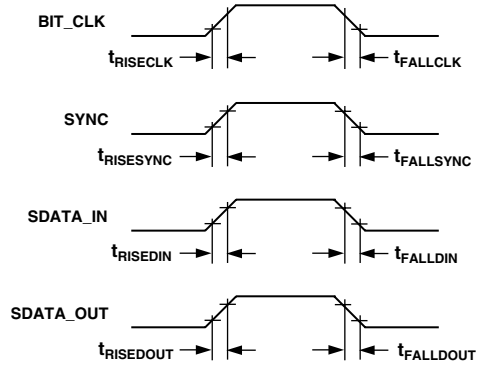 BIT_CLK
tRISECLK tFALLCLK
SYNC
tRISESYNC tFALLSYNC
SDATA_IN
tRISEDIN tFALLDIN
SDATA_OUT
tRISEDOUT tFALLDOUT